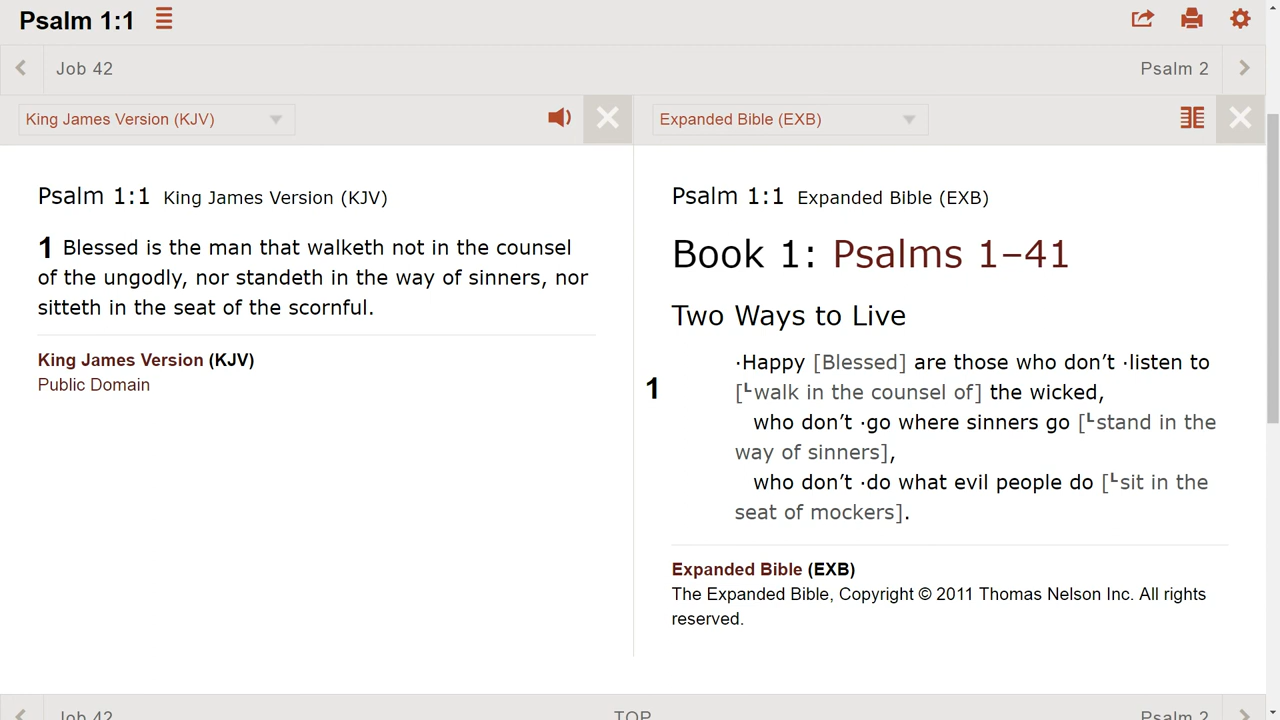 Psalm 1:1
Job 42
Psalm 2
King James Version (KJV)
Psalm 1:1 King James Version (KJV)
1 Blessed is the man that walketh not in the counsel
of the ungodly, nor standeth in the way of sinners, nor
sitteth in the seat of the scornful.
King James Version (KJV)
Public Domain
Expanded Bible (EXB)
Psalm 1:1 Expanded Bible (EXB)
Book 1: Psalms 1–41
Two Ways to Live
1 ·Happy [Blessed] are those who don’t ·listen to
[ᴸwalk in the counsel of] the wicked,
who don’t ·go where sinners go [ᴸstand in the
way of sinners],
who don’t ·do what evil people do [ᴸsit in the
seat of mockers].
Expanded Bible (EXB)
The Expanded Bible, Copyright © 2011 Thomas Nelson Inc. All rights
reserved.
Job 42
TOP
Psalm 2